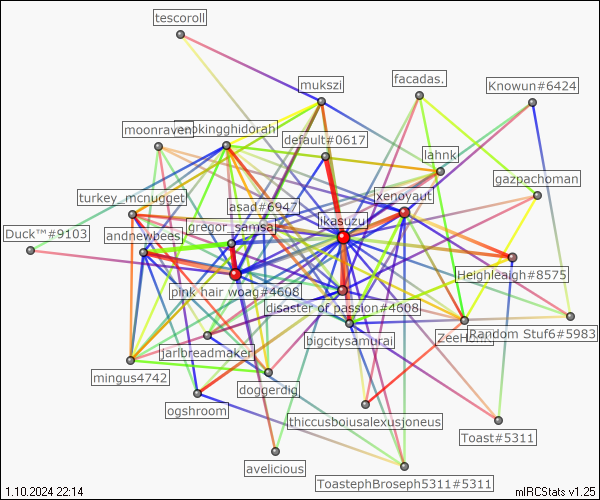 tescoroll
mukszi
facadas.
Knowun#6424
moonraven
smokingghidorah
default#0617
lahnk
gazpachoman
turkey_mcnugget
asad#6947
jkasuzu
xenoyaut
Duck™#9103
andnewbees
gregor_samsa
Heighleaigh#8575
pink hair woag#4608
disaster of passion#4608
jarlbreadmaker
bigcitysamurai
Random Stuf6#5983
mingus4742
doggerdig
ogshroom
thiccusboiusalexusjoneus
Toast#5311
avelicious
ToastephBroseph5311#5311
1.10.2024 22:14
mIRCStats v1.25